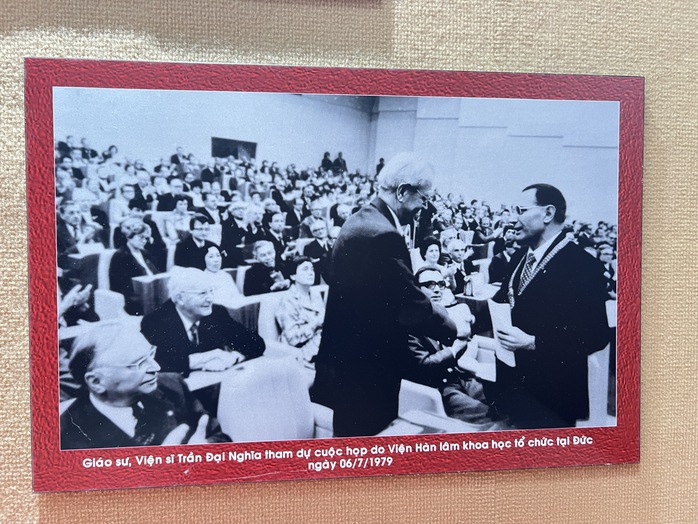 Giáo sư, Viện sĩ Trần Đại Nghĩa tham dự cuộc họp do Viện Hàn lâm khoa học tổ chức tại Đức
ngày 06/7/1979